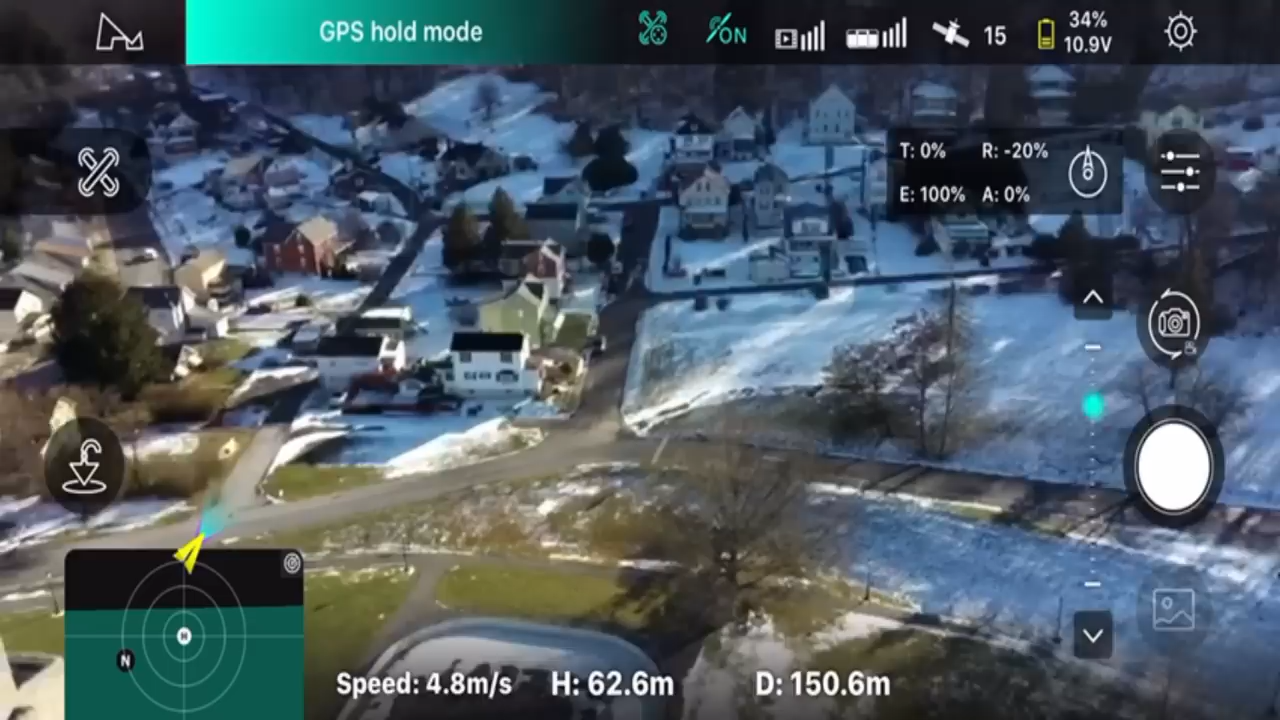 GPS hold mode
ON
15
34%
10.9V
T: 0% R: -20%
E: 100% A: 0%
H
N
Speed: 4.8m/s H: 62.6m D: 150.6m